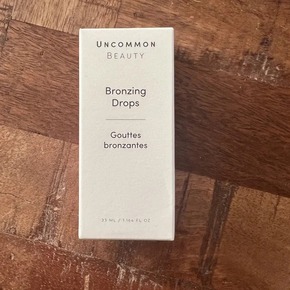 UNCOMMON
BEAUTY
Bronzing
Drops
Gouttes
bronzantes